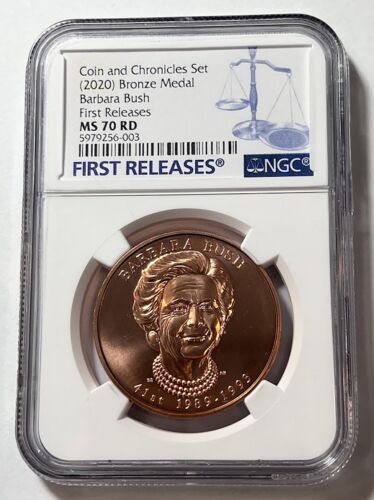 Coin and Chronicles Set
(2020) Bronze Medal
Barbara Bush
First Releases
MS 70 RD
5979256-003
FIRST RELEASES®
NGC®
BARBARA BUSH
41st 1989-1993